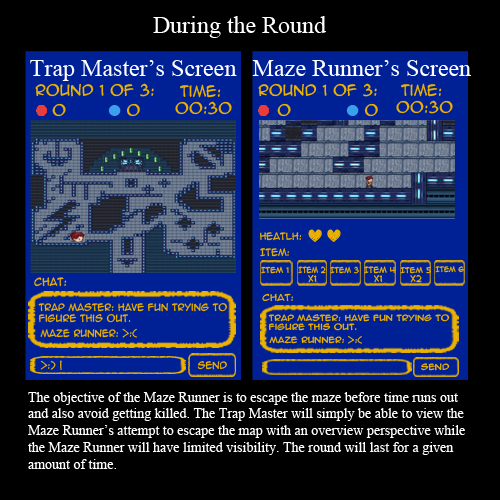 During the Round
Trap Master's Screen
ROUND 1 OF 3:
TIME:
0
0
00:30
CHAT:
TRAP MASTER: HAVE FUN TRYING TO
FIGURE THIS OUT.
MAZE RUNNER: >:(
>:) |
SEND
Maze Runner's Screen
ROUND 1 OF 3:
TIME:
0
0
00:30
HEATLH:
ITEM:
ITEM 1
ITEM 2
X1
ITEM 3
ITEM 4
X1
ITEM 5
X2
ITEM 6
CHAT:
TRAP MASTER: HAVE FUN TRYING TO
FIGURE THIS OUT.
MAZE RUNNER: >:(
SEND
The objective of the Maze Runner is to escape the maze before time runs out
and also avoid getting killed. The Trap Master will simply be able to view the
Maze Runner's attempt to escape the map with an overview perspective while
the Maze Runner will have limited visibility. The round will last for a given
amount of time.